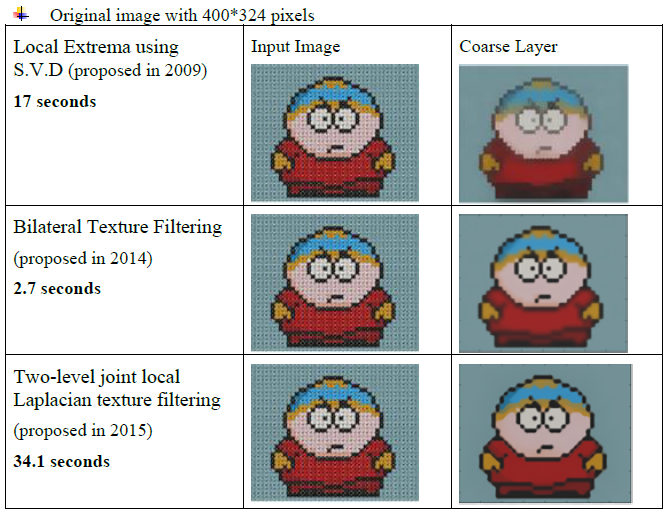 Original image with 400*324 pixels
Local Extrema using
S.V.D (proposed in 2009)
17 seconds
Input Image
Coarse Layer
Bilateral Texture Filtering
(proposed in 2014)
2.7 seconds
Two-level joint local
Laplacian texture filtering
(proposed in 2015)
34.1 seconds